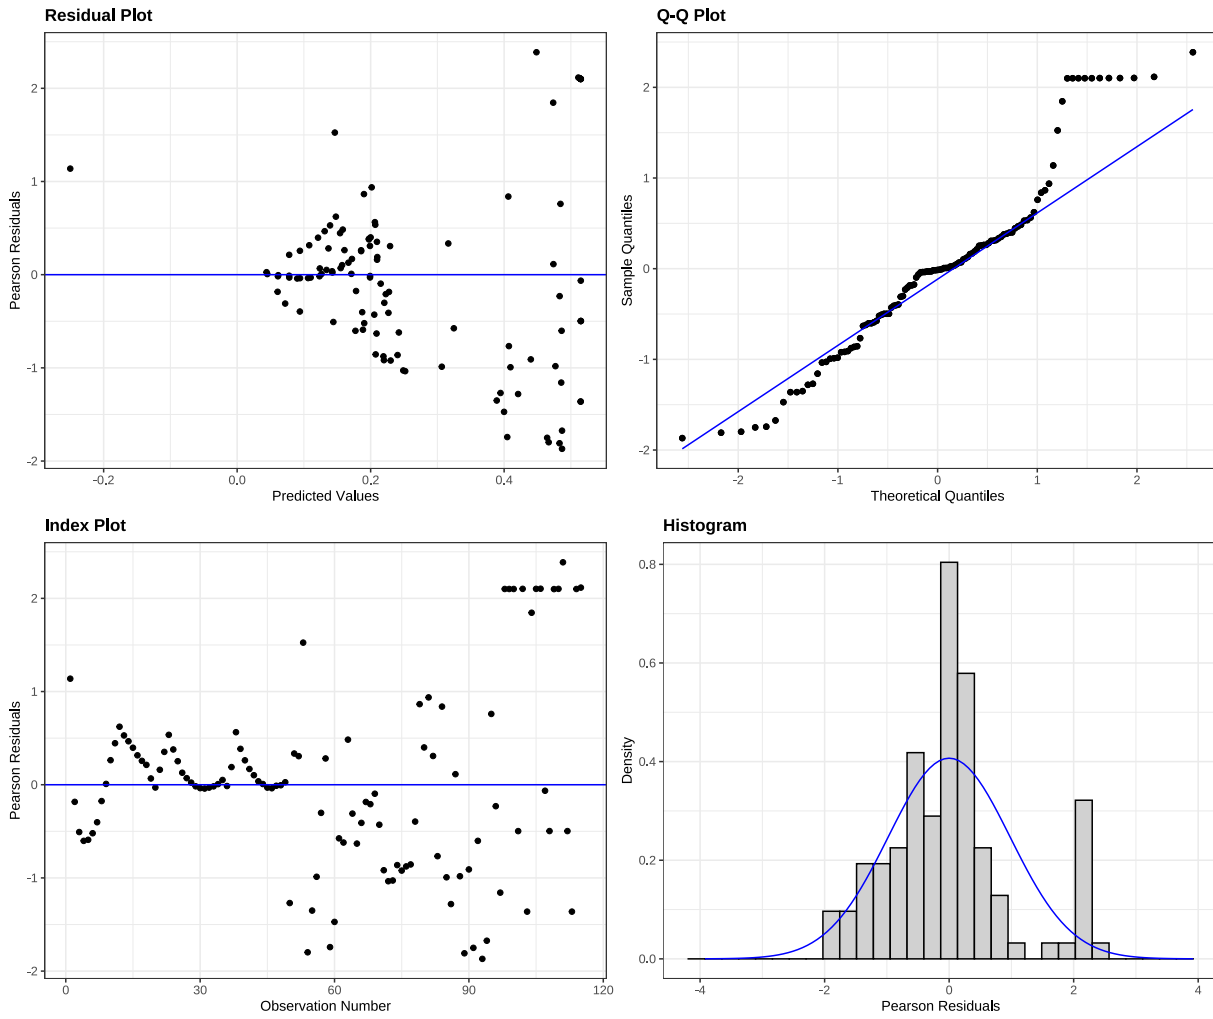 Residual Plot
Pearson Residuals
2
1
0
-1
-2
-0.2 0.0 0.2 0.4
Predicted Values
Q-Q Plot
Sample Quantiles
2
1
0
-1
-2
-2 -1 0 1 2
Theoretical Quantiles
Index Plot
Pearson Residuals
2
1
0
-1
-2
0 30 60 90 120
Observation Number
Histogram
Density
0.8
0.6
0.4
0.2
0.0
-4 -2 0 2 4
Pearson Residuals